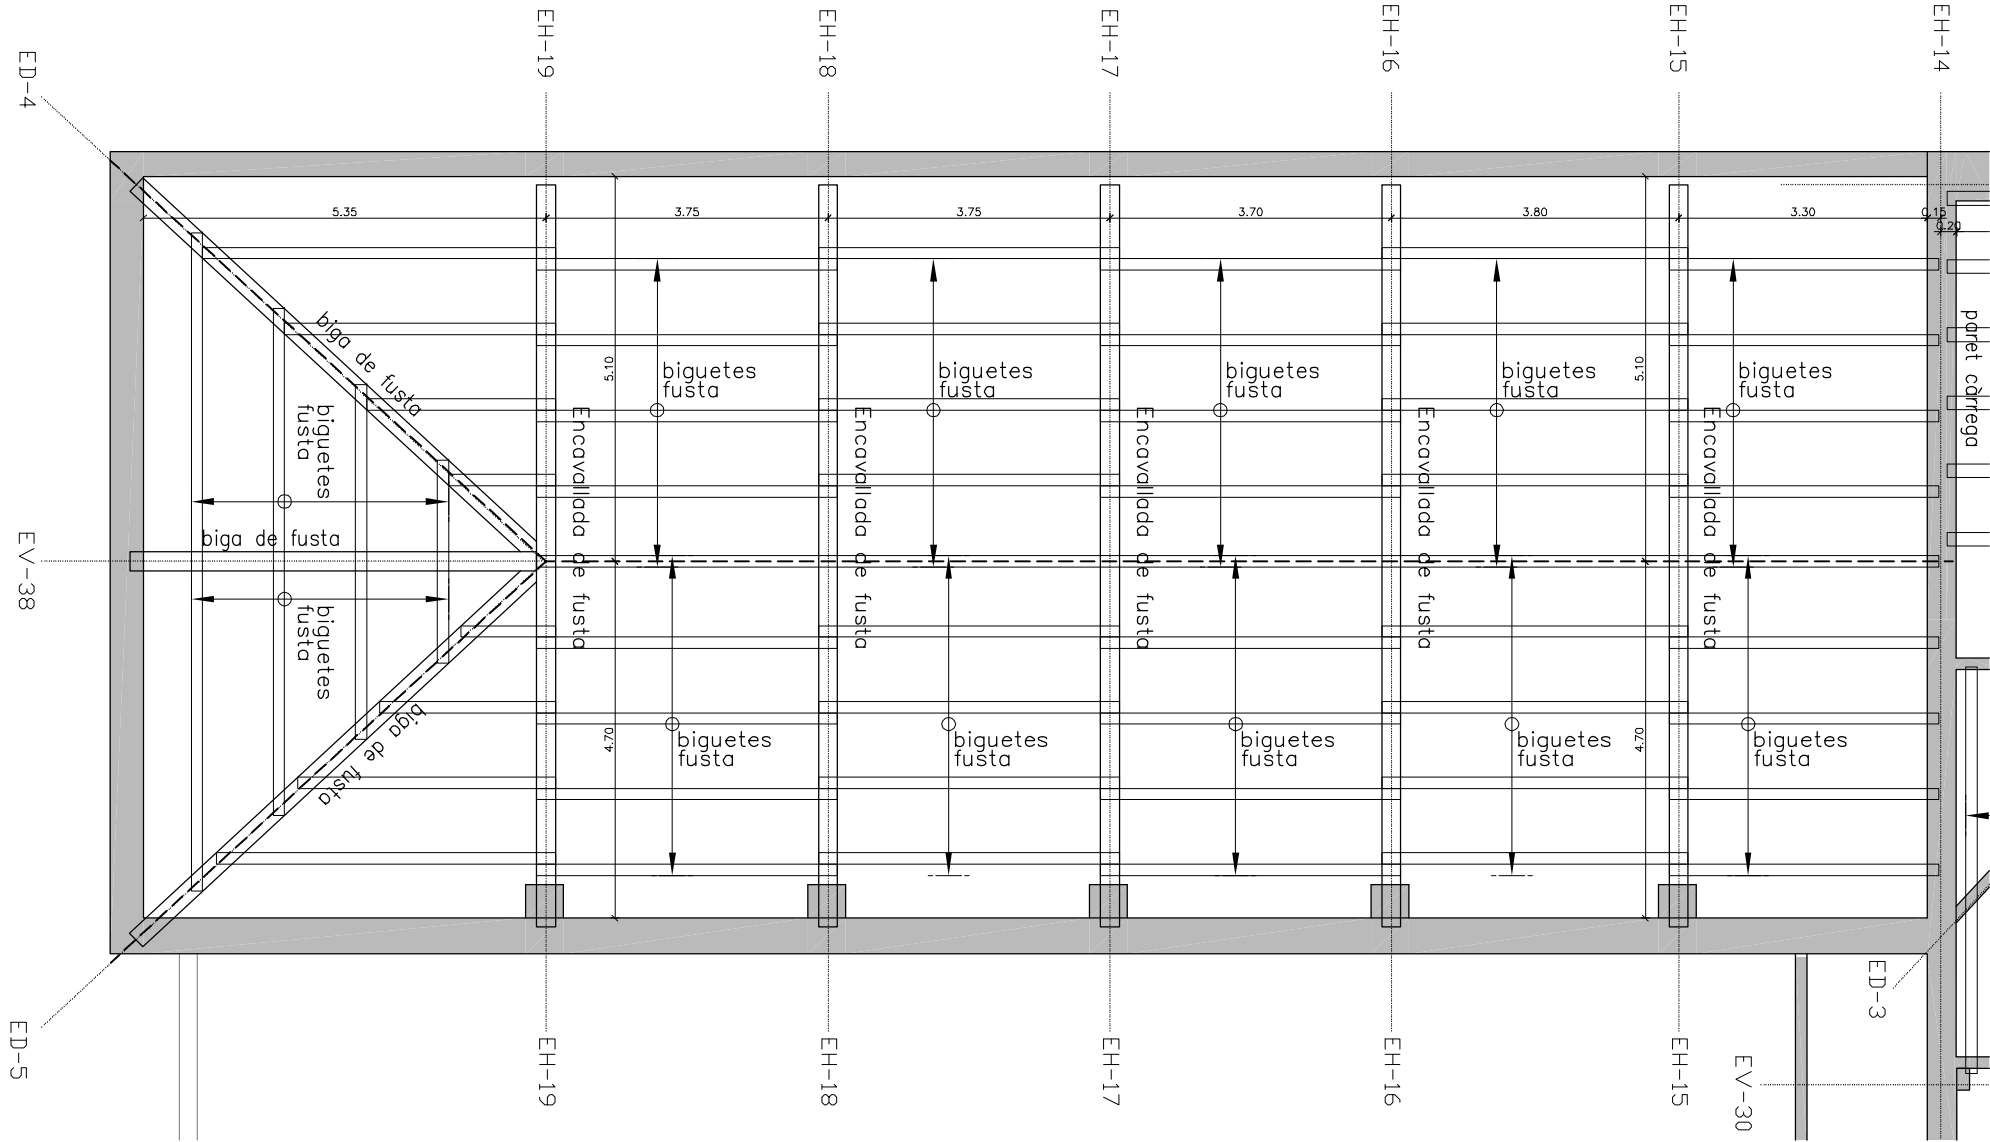 EH-19
EH-18
EH-17
EH-16
EH-15
EH-14
ED-4
5.35
3.75
3.75
3.70
3.80
3.30
0.15
0.20
biga de fusta
5.10
5.10
paret càrrega
biguetes
fusta
biguetes
fusta
biguetes
fusta
biguetes
fusta
biguetes
fusta
biguetes
fusta
Encavallada de fusta
Encavallada de fusta
Encavallada de fusta
Encavallada de fusta
Encavallada de fusta
biga de fusta
EV-38
biguetes
fusta
biga de fusta
4.70
4.70
biguetes
fusta
biguetes
fusta
biguetes
fusta
biguetes
fusta
biguetes
fusta
ED-3
ED-5
EH-19
EH-18
EH-17
EH-16
EH-15
EV-30